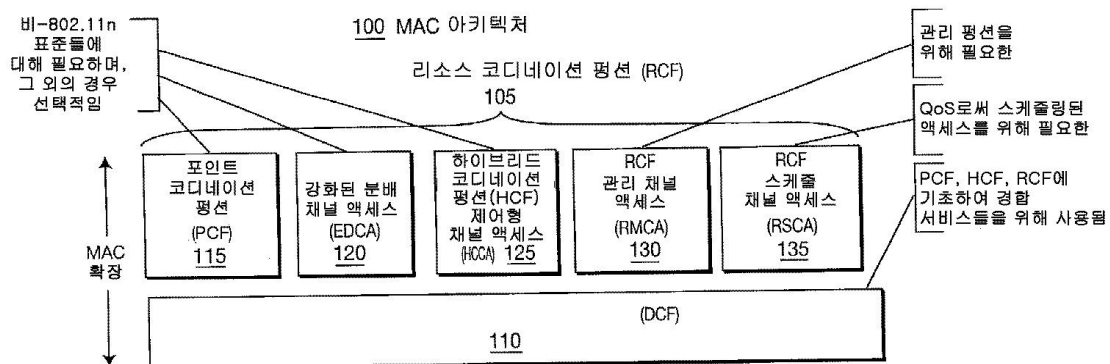 비-802.11n
표준들에
대해 필요하며,
그 외의 경우
선택적임
100 MAC 아키텍처
리소스 코디네이션 펑션 (RCF)
105
관리 펑션을
위해 필요한
QoS로써 스케줄링된
액세스를 위해 필요한
PCF, HCF, RCF에
기초하여 경합
서비스들을 위해 사용됨
MAC
확장
포인트
코디네이션
펑션
(PCF)
115
강화된 분배
채널 액세스
(EDCA)
120
하이브리드
코디네이션
펑션(HCF)
제어형
채널 액세스
(HCCA) 125
RCF
관리 채널
액세스
(RMCA)
130
RCF
스케줄
채널 액세스
(RSCA)
135
(DCF)
110